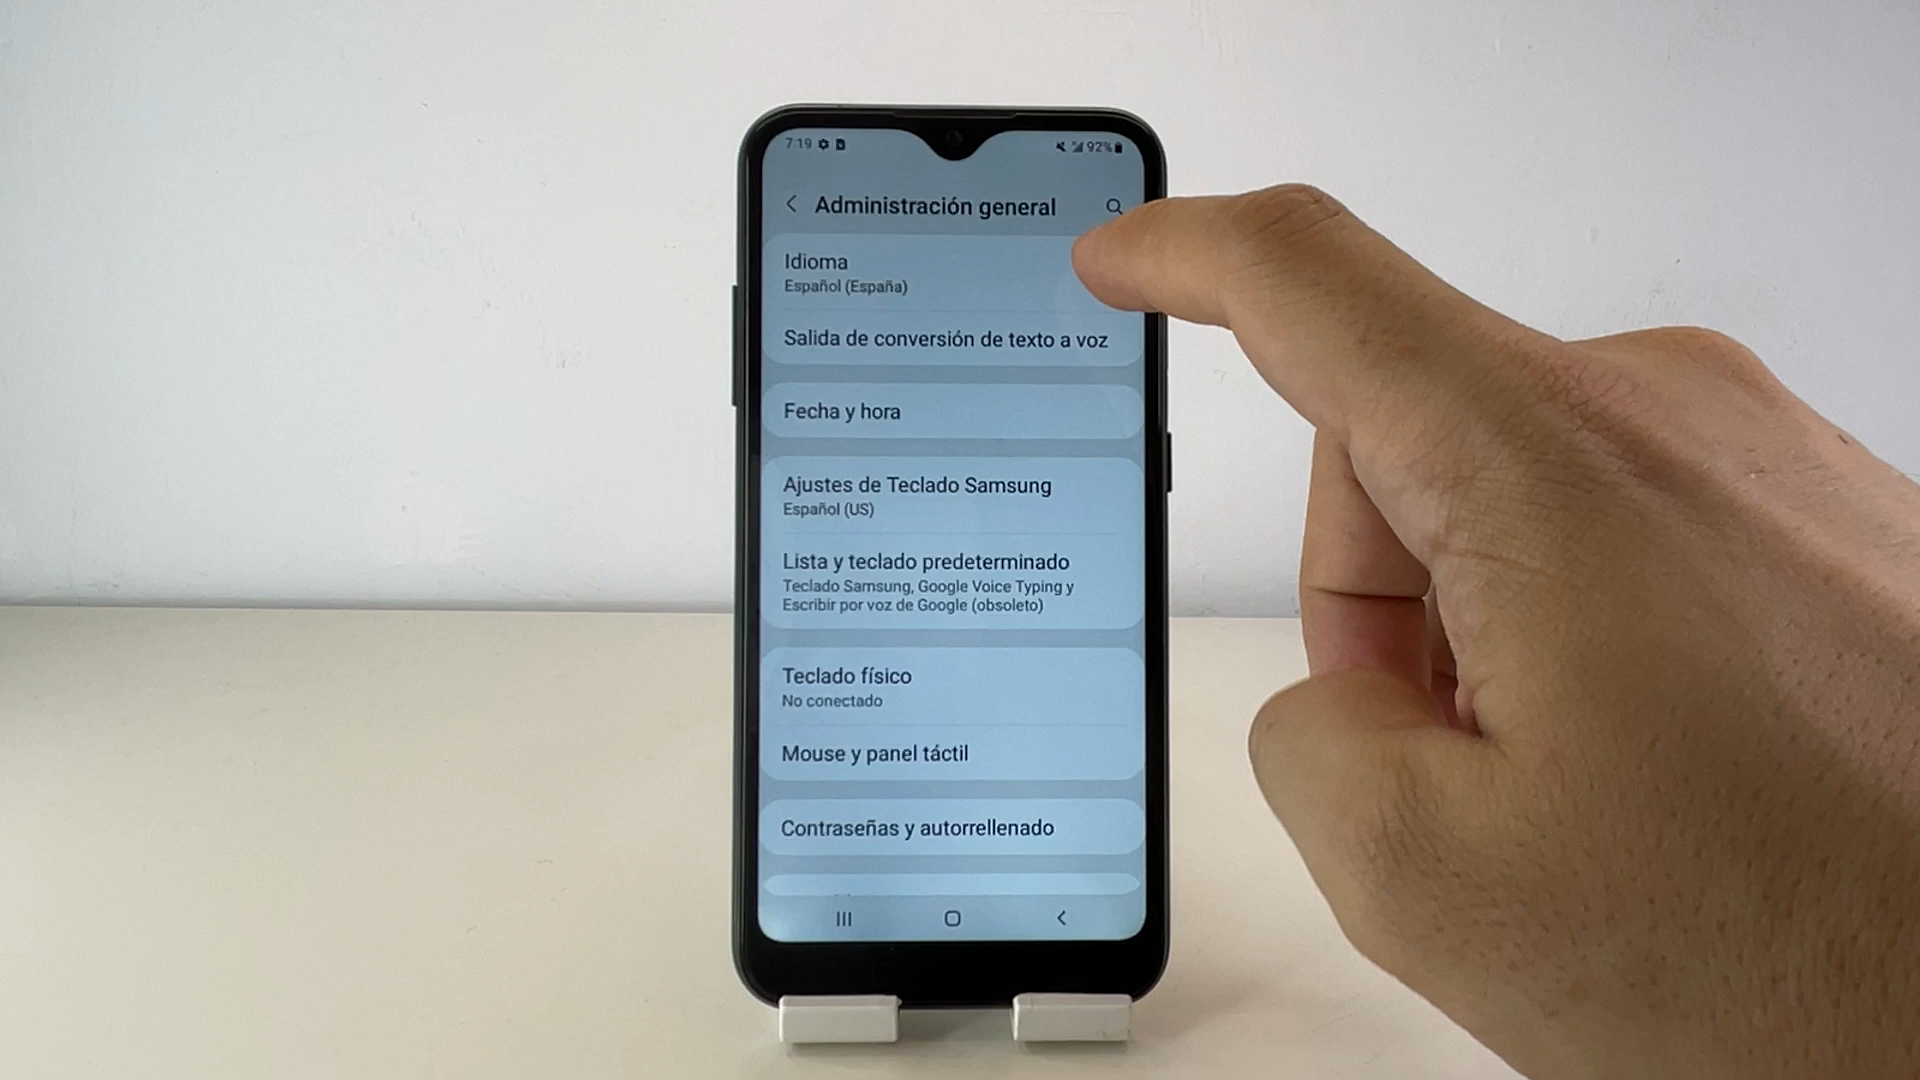 7:19
92%
Administración general
Idioma
Español (España)
Salida de conversión de texto a voz
Fecha y hora
Ajustes de Teclado Samsung
Español (US)
Lista y teclado predeterminado
Teclado Samsung, Google Voice Typing y
Escribir por voz de Google (obsoleto)
Teclado físico
No conectado
Mouse y panel táctil
Contraseñas y autorrellenado